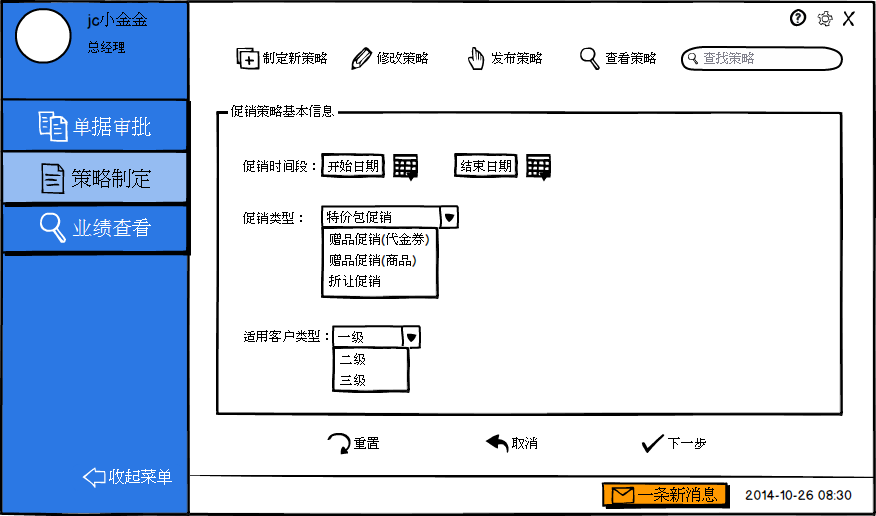 jc小金金
总经理
制定新策略 修改策略 发布策略 查看策略 查找策略
单据审批
策略制定
业绩查看
收起菜单
促销策略基本信息
促销时间段： 开始日期 结束日期
促销类型： 特价包促销
赠品促销(代金券)
赠品促销(商品)
折让促销
适用客户类型： 一级
二级
三级
重置 取消 下一步
一条新消息 2014-10-26 08:30